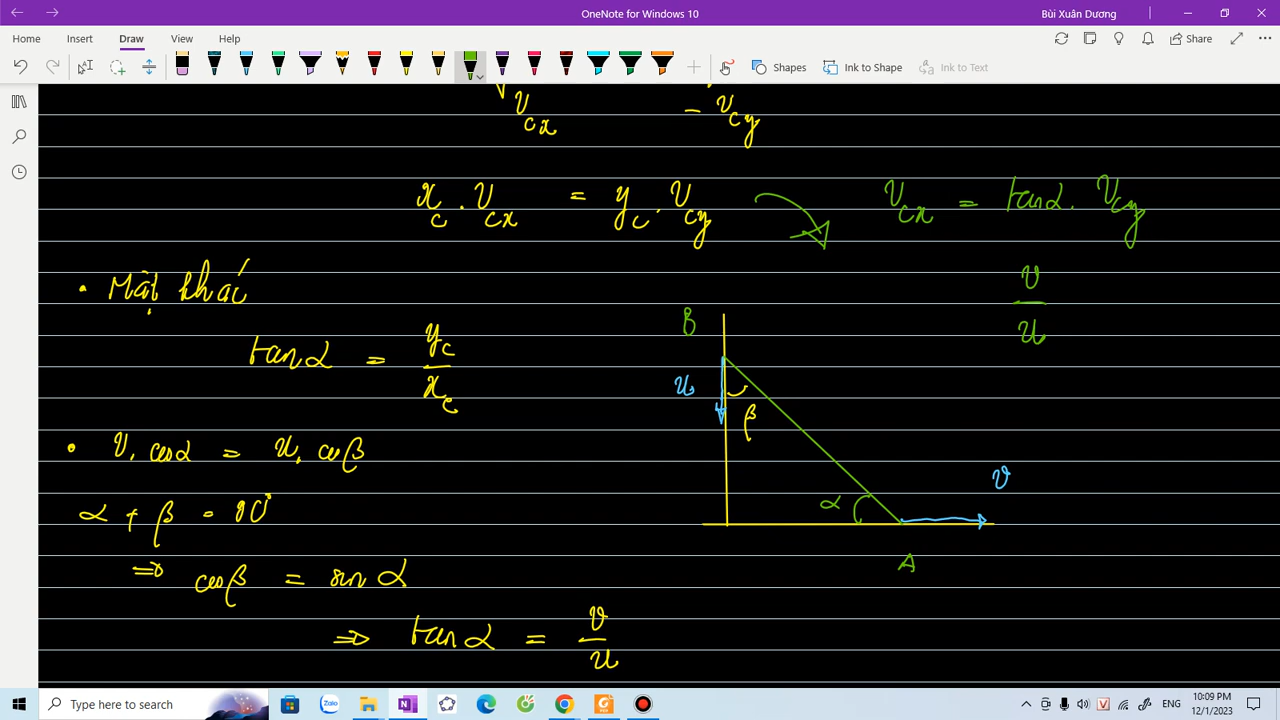 OneNote for Windows 10
Bùi Xuân Dương
Home Insert Draw View Help
Share
Shapes Ink to Shape Ink to Text
V_cx - V_cy
x_c . V_cx = y_c . V_cy V_cx = tanα . V_cy
• Mặt khác
v/u
tanα = y_c/x_c
B
u
β
• v. cosα = u. cosβ
v
α
α + β = 90°
A
=> cosβ = sinα
=> tanα = v/u
Type here to search
Zalo
ENG
10:09 PM
12/1/2023